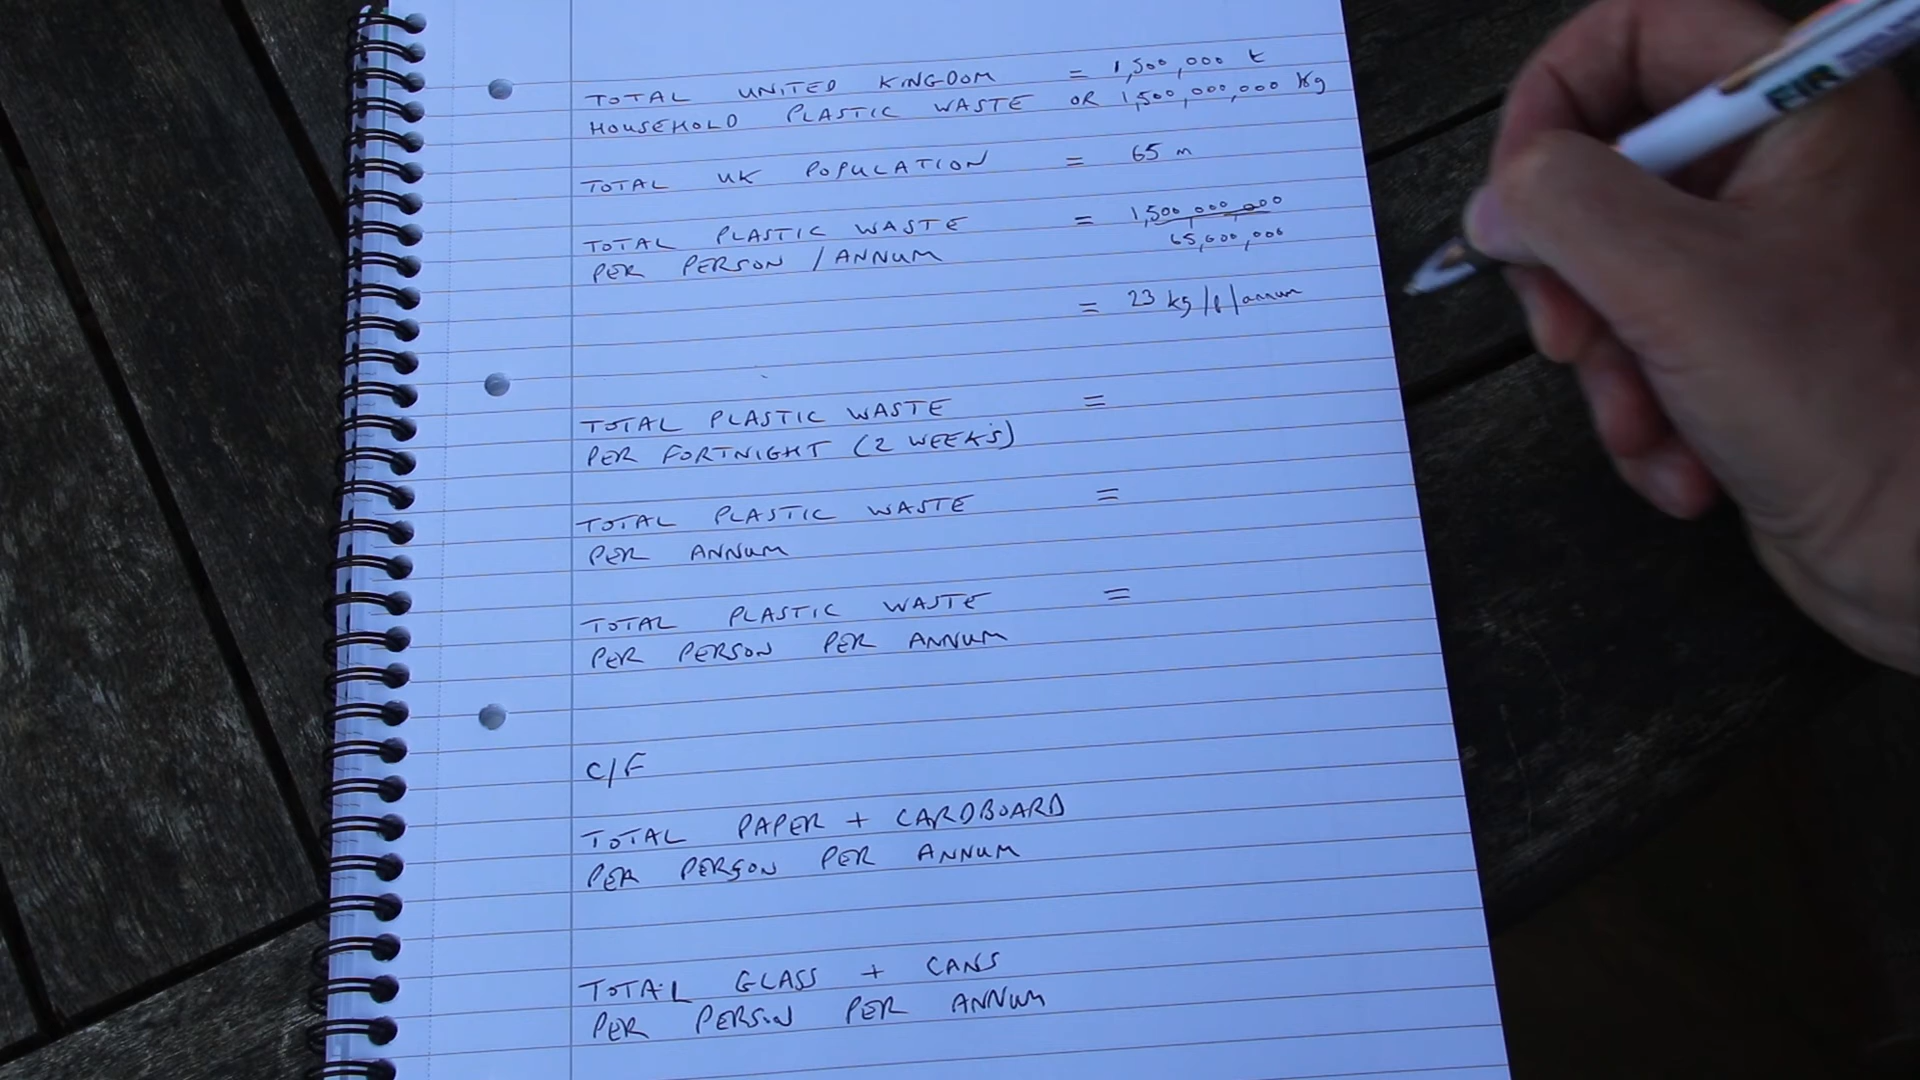 TOTAL UNITED KINGDOM = 1,500,000 t
HOUSEHOLD PLASTIC WASTE OR 1,500,000,000 Kg
TOTAL UK POPULATION = 65 m
TOTAL PLASTIC WASTE = 1,500,000,000
PER PERSON / ANNUM 65,000,000
= 23 kg/p/annum
TOTAL PLASTIC WASTE =
PER FORTNIGHT (2 WEEKS)
TOTAL PLASTIC WASTE =
PER ANNUM
TOTAL PLASTIC WASTE =
PER PERSON PER ANNUM
C/F
TOTAL PAPER + CARDBOARD
PER PERSON PER ANNUM
TOTAL GLASS + CANS
PER PERSON PER ANNUM